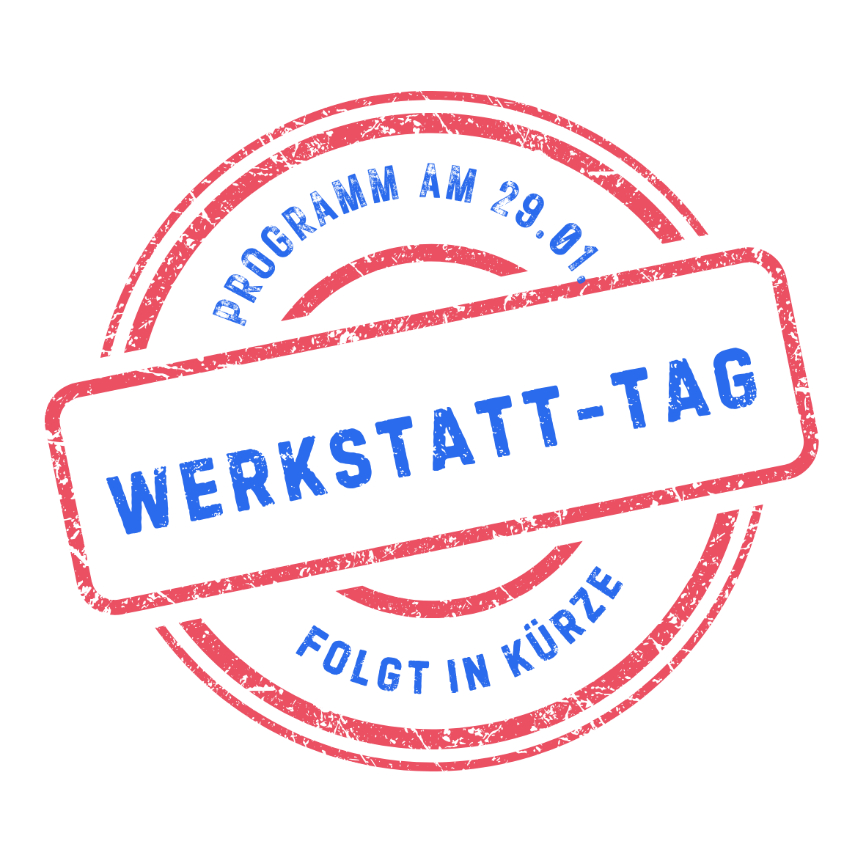 PROGRAMM AM 29.01.
WERKSTATT-TAG
FOLGT IN KÜRZE